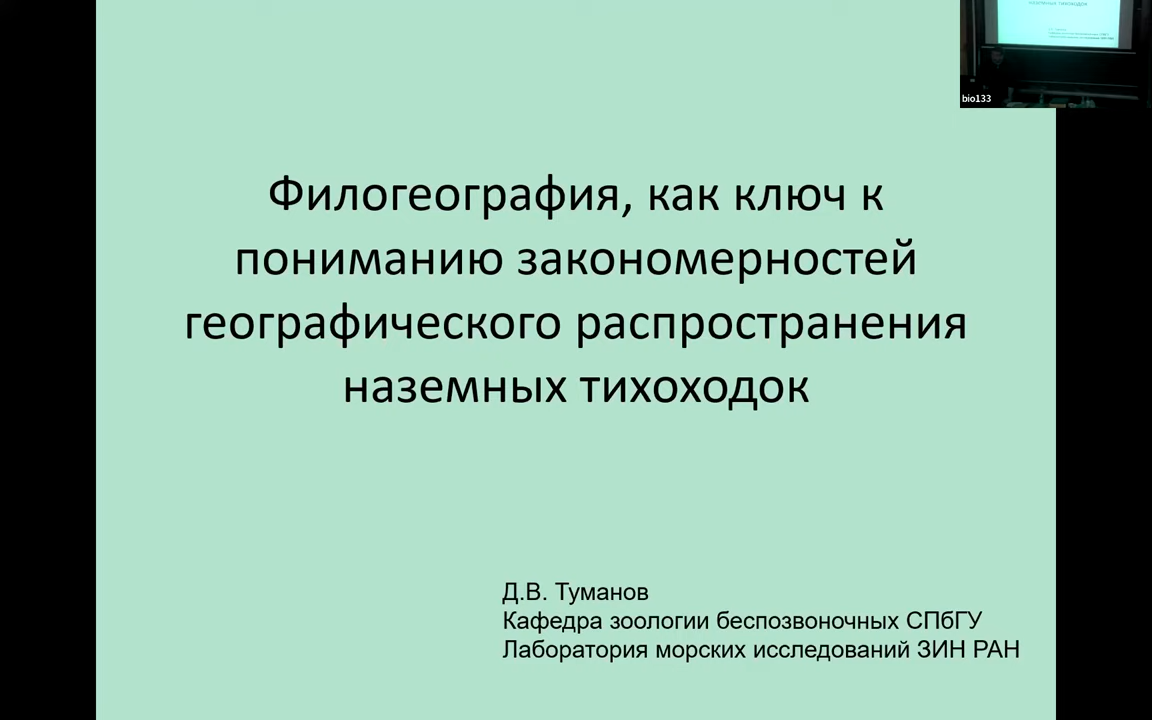 bio133
Филогеография, как ключ к
пониманию закономерностей
географического распространения
наземных тихоходок
Д.В. Туманов
Кафедра зоологии беспозвоночных СПбГУ
Лаборатория морских исследований ЗИН РАН